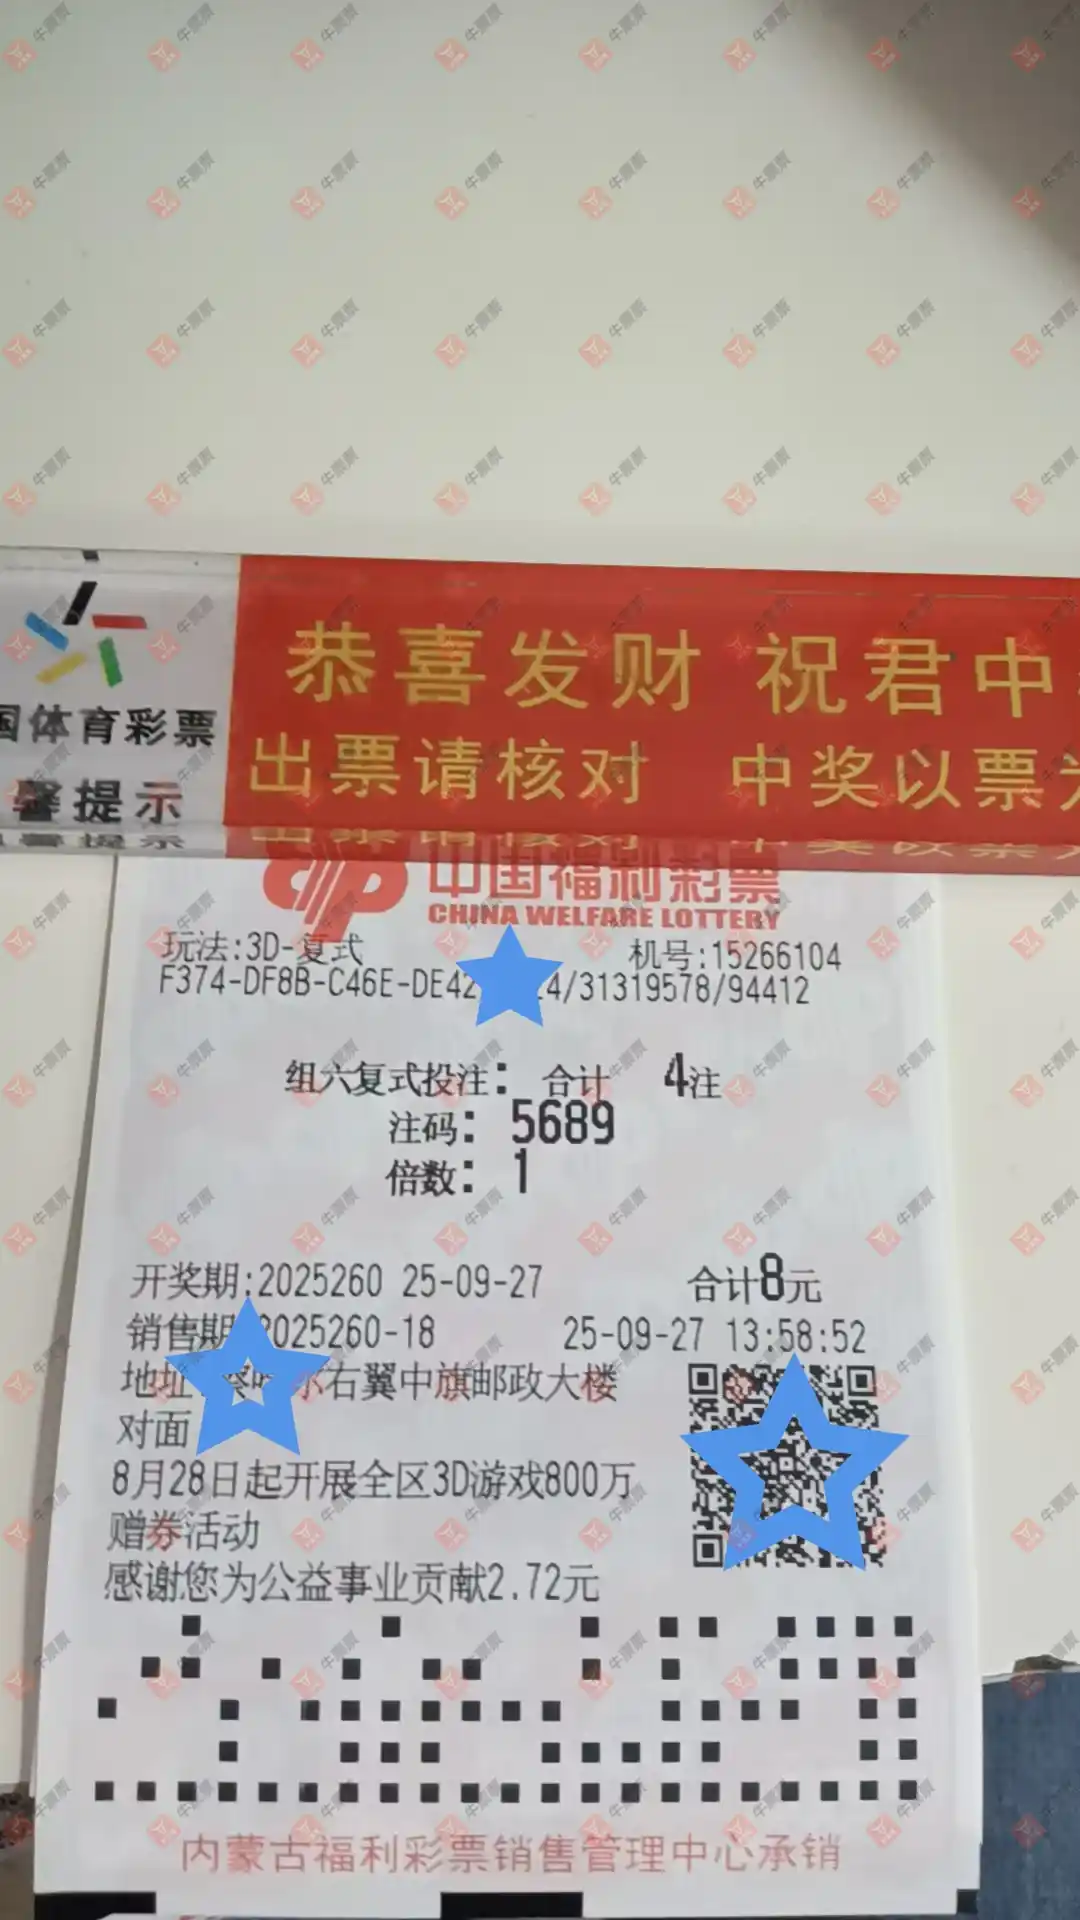 恭喜发财 祝君中
出票请核对 中奖以票
国体育彩票
馨提示
中国福利彩票
CHINA WELFARE LOTTERY
玩法:3D-复式 机号:15266104
F374-DF8B-C46E-DE42 4/31319578/94412
组六复式投注: 合计 4注
注码: 5689
倍数: 1
开奖期:2025260 25-09-27 合计8元
销售期 2025260-18 25-09-27 13:58:52
地址 右翼中旗邮政大楼
对面
8月28日起开展全区3D游戏800万
赠券活动
感谢您为公益事业贡献2.72元
内蒙古福利彩票销售管理中心承销
牛票票